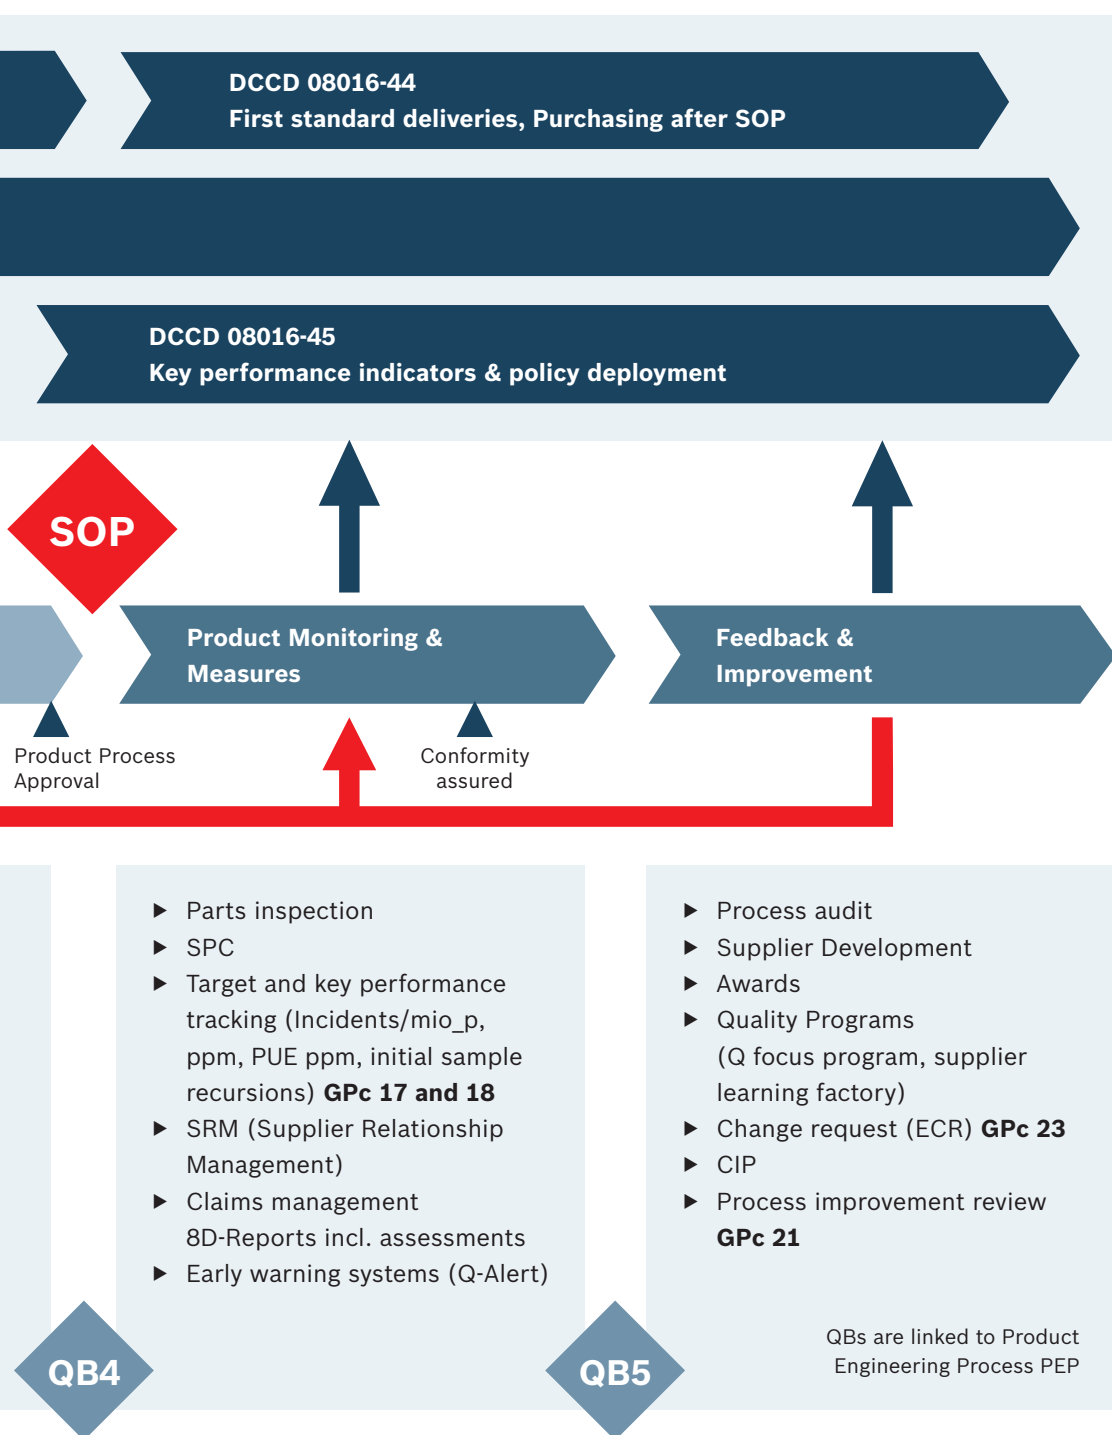 DCCD 08016-44
First standard deliveries, Purchasing after SOP
DCCD 08016-45
Key performance indicators & policy deployment
SOP
Product Monitoring &
Measures
Feedback &
Improvement
Product Process
Approval
Conformity
assured
▶ Parts inspection
▶ SPC
▶ Target and key performance
tracking (Incidents/mio_p,
ppm, PUE ppm, initial sample
recursions) GPc 17 and 18
▶ SRM (Supplier Relationship
Management)
▶ Claims management
8D-Reports incl. assessments
▶ Early warning systems (Q-Alert)
▶ Process audit
▶ Supplier Development
▶ Awards
▶ Quality Programs
(Q focus program, supplier
learning factory)
▶ Change request (ECR) GPc 23
▶ CIP
▶ Process improvement review
GPc 21
QBs are linked to Product
Engineering Process PEP
QB4
QB5